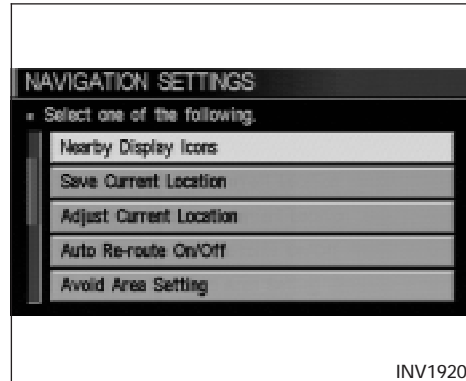 NAVIGATION SETTINGS
Select one of the following.
Nearby Display Icons
Save Current Location
Adjust Current Location
Auto Re-route On/Off
Avoid Area Setting
INV1920